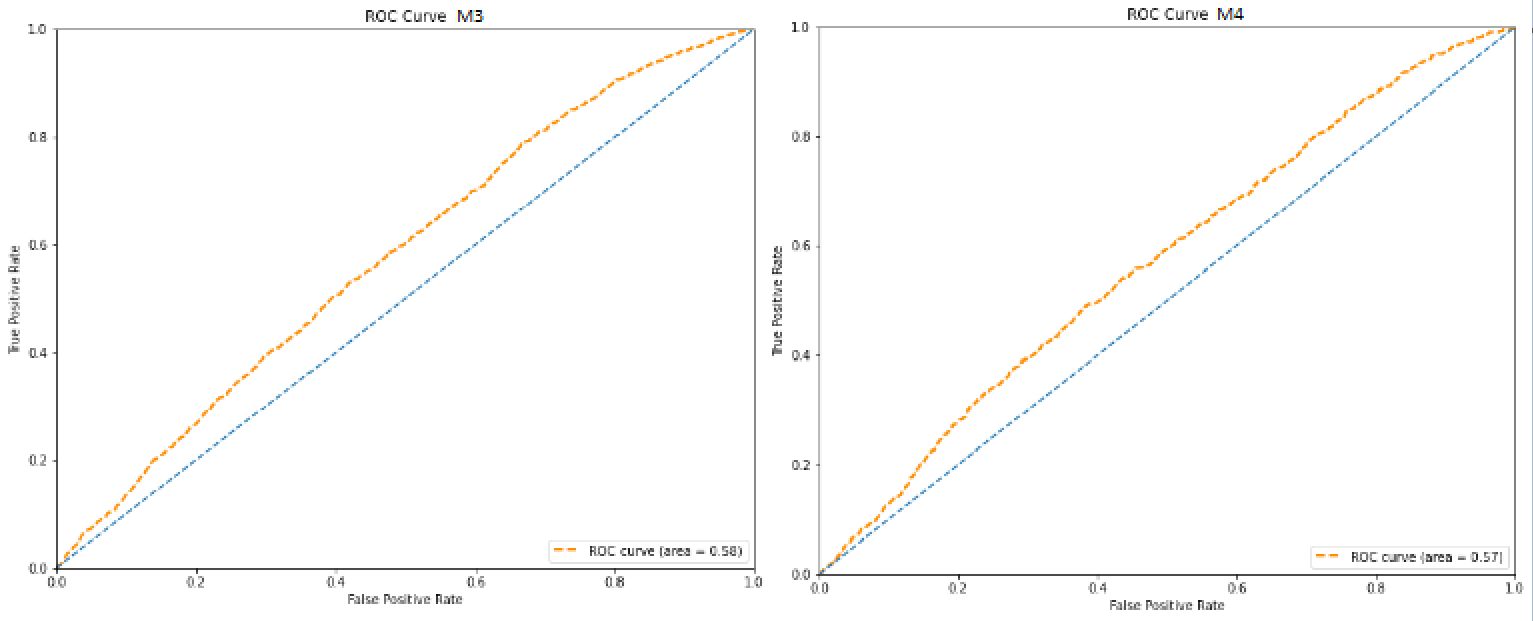 ROC Curve M3
1.0
0.8
0.6
0.4
0.2
0.0
True Positive Rate
0.0 0.2 0.4 0.6 0.8 1.0
False Positive Rate
ROC curve (area = 0.58)
ROC Curve M4
1.0
0.8
0.6
0.4
0.2
0.0
True Positive Rate
0.0 0.2 0.4 0.6 0.8 1.0
False Positive Rate
ROC curve (area = 0.57)